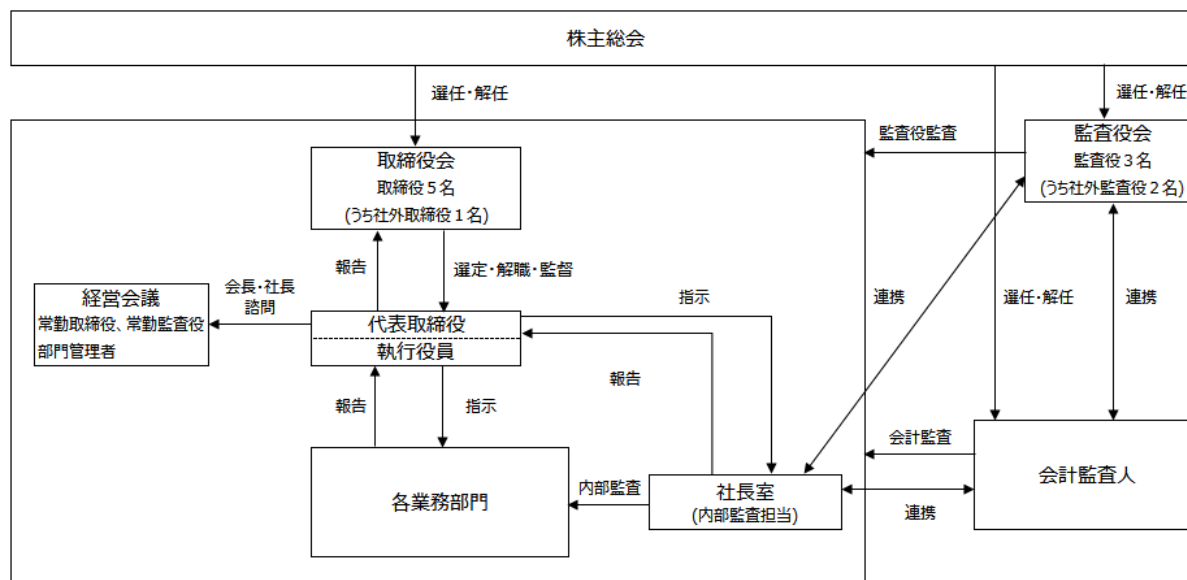 株主総会
選任・解任
選任・解任
監査役監査
監査役会
監査役３名
(うち社外監査役２名)
取締役会
取締役５名
(うち社外取締役１名)
報告
選定・解職・監督
会長・社長
諮問
指示
連携
選任・解任
連携
経営会議
常勤取締役、常勤監査役
部門管理者
代表取締役
執行役員
報告
報告
指示
会計監査
各業務部門
内部監査
社長室
(内部監査担当)
連携
会計監査人